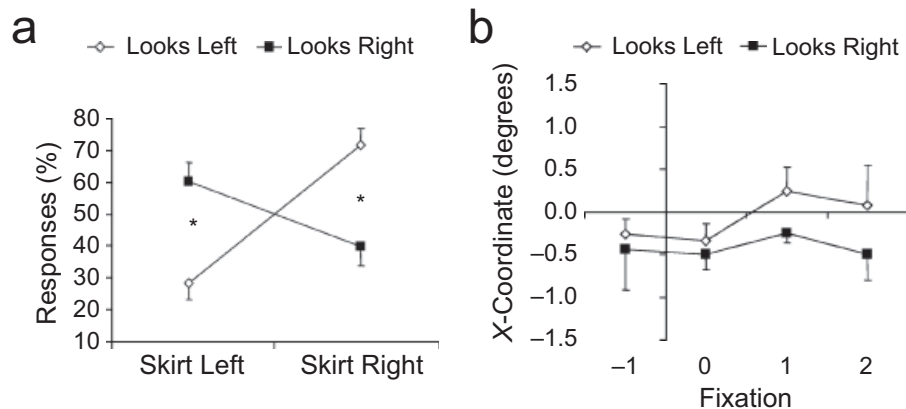 a
Looks Left Looks Right
Responses (%)
80
70
60
50
40
30
20
10
*
*
Skirt Left Skirt Right
b
Looks Left Looks Right
X-Coordinate (degrees)
1.5
1.0
0.5
0.0
–0.5
–1.0
–1.5
–1 0 1 2
Fixation